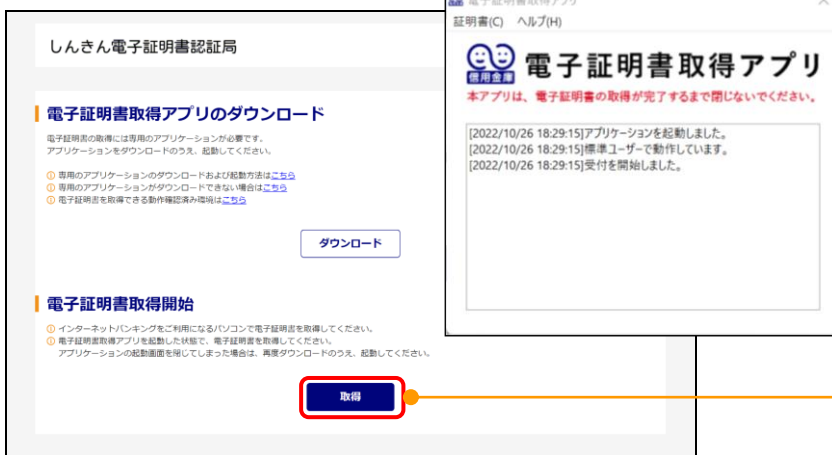 しんきん電子証明書認証局
電子証明書取得アプリのダウンロード
電子証明書の取得には専用のアプリケーションが必要です。
アプリケーションをダウンロードのうえ、起動してください。
専用のアプリケーションのダウンロードおよび起動方法はこちら
専用のアプリケーションがダウンロードできない場合はこちら
電子証明書を取得できる動作確認済み環境はこちら
ダウンロード
電子証明書取得開始
インターネットバンキングをご利用になるパソコンで電子証明書を取得してください。
電子証明書取得アプリを起動した状態で、電子証明書を取得してください。
アプリケーションの起動画面を閉じてしまった場合は、再度ダウンロードのうえ、起動してください。
取得
電子証明書取得アプリ
証明書(C) ヘルプ(H)
信用金庫
電子証明書取得アプリ
本アプリは、電子証明書の取得が完了するまで閉じないでください。
[2022/10/26 18:29:15]アプリケーションを起動しました。
[2022/10/26 18:29:15]標準ユーザーで動作しています。
[2022/10/26 18:29:15]受付を開始しました。